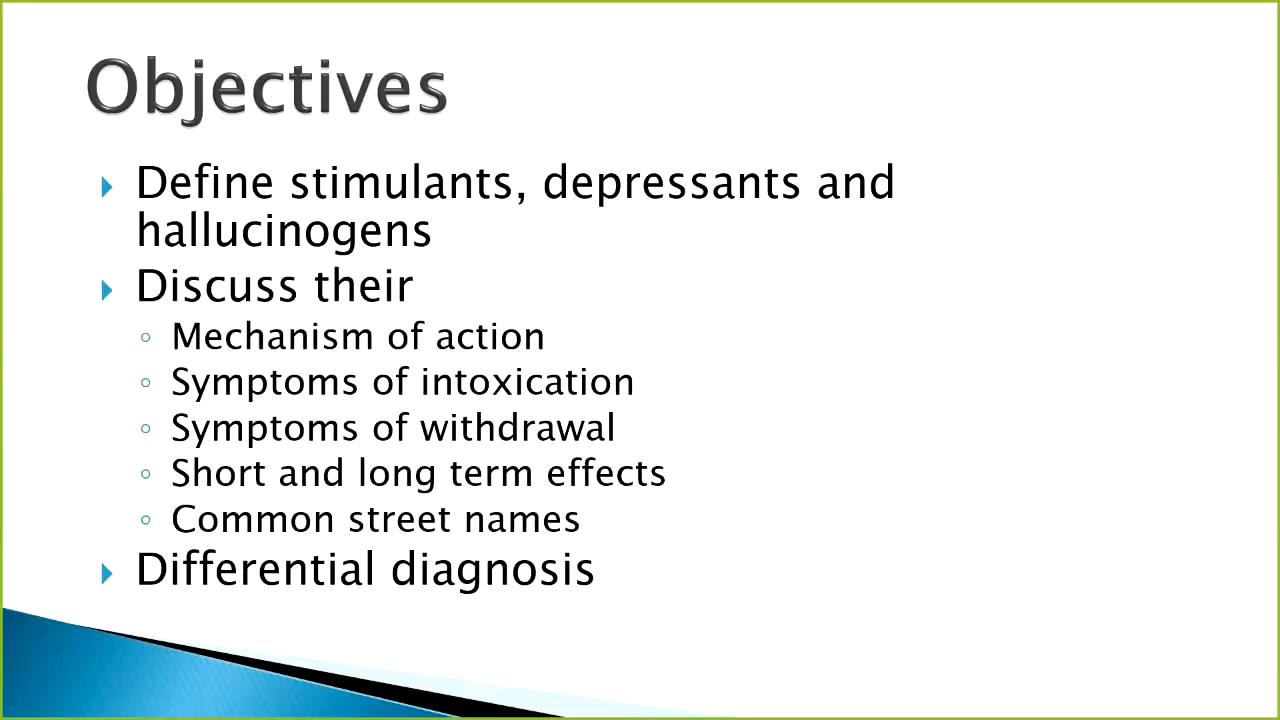 Objectives
Define stimulants, depressants and
hallucinogens
Discuss their
Mechanism of action
Symptoms of intoxication
Symptoms of withdrawal
Short and long term effects
Common street names
Differential diagnosis